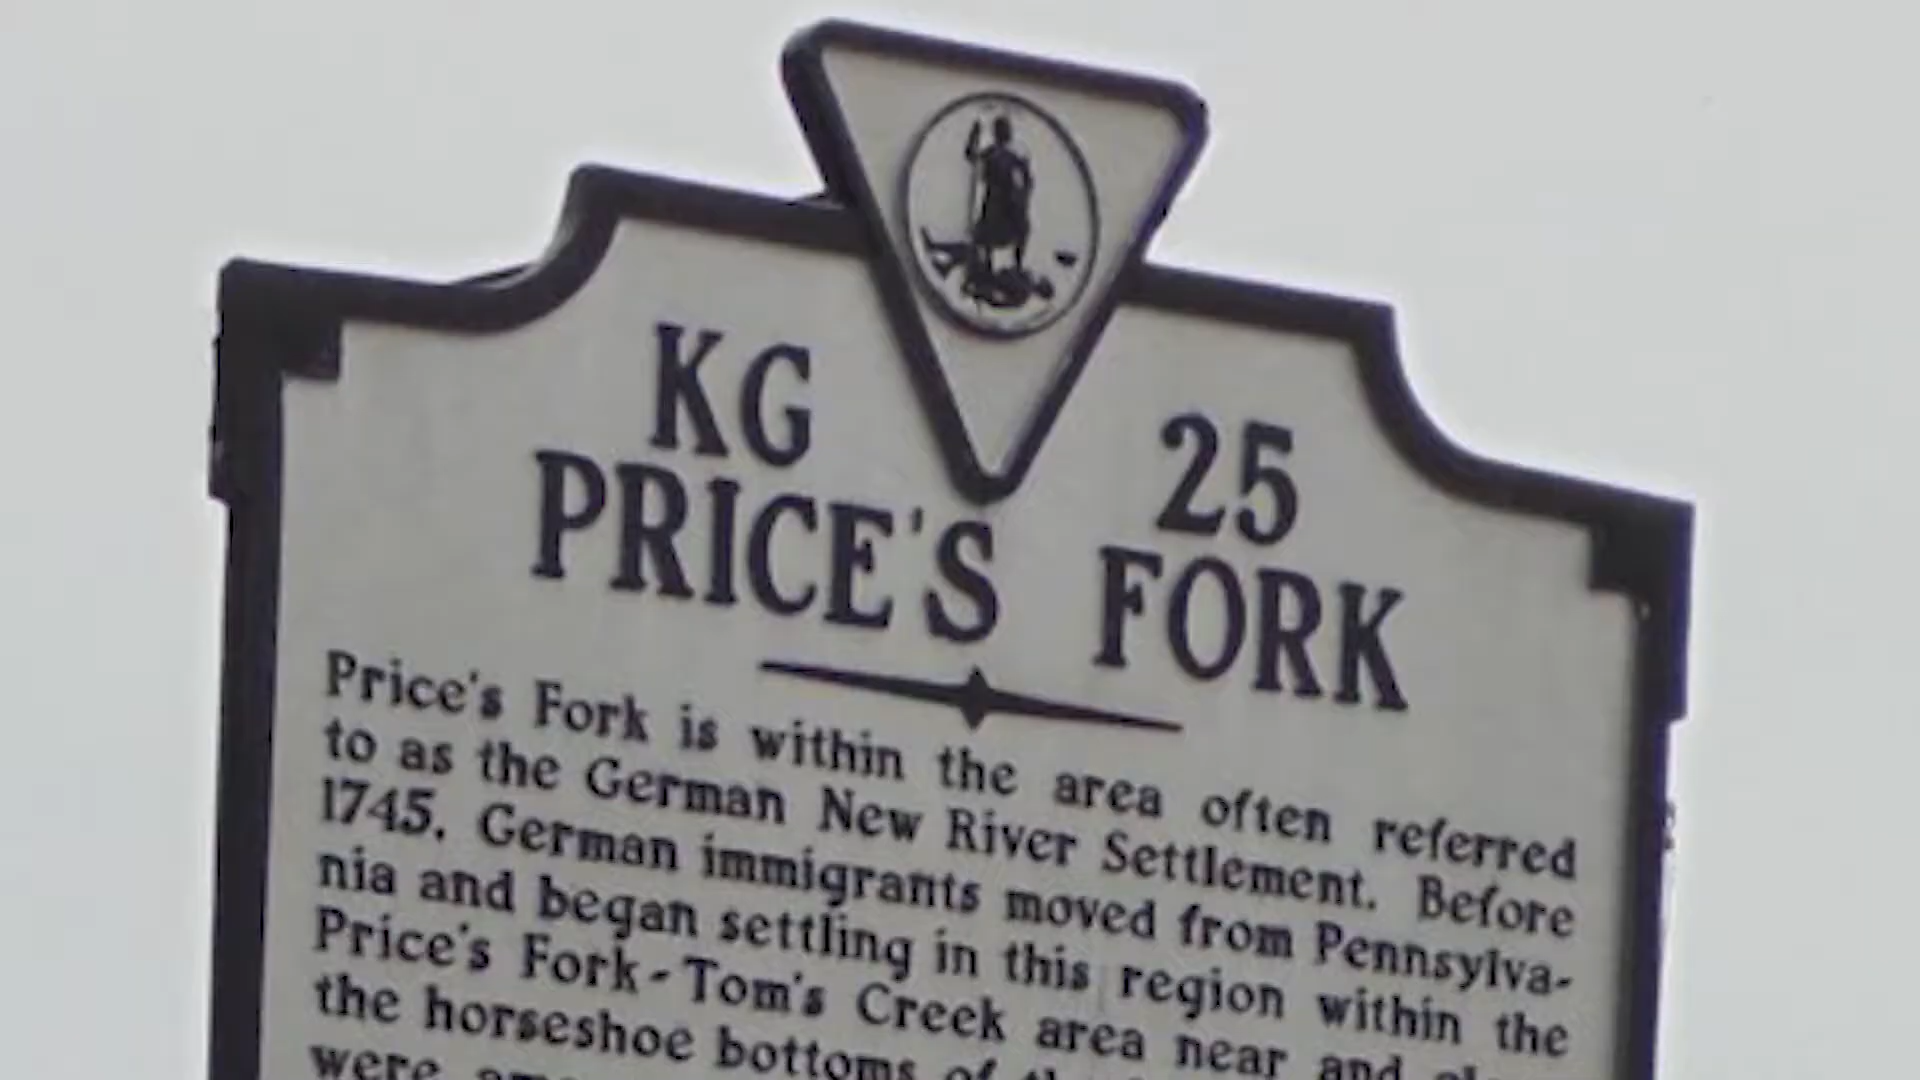 KG 25
PRICE'S FORK
Price's Fork is within the area often referred
to as the German New River Settlement. Before
1745, German immigrants moved from Pennsylva-
nia and began settling in this region within the
Price's Fork-Tom's Creek area near and
the horseshoe bottoms of
were